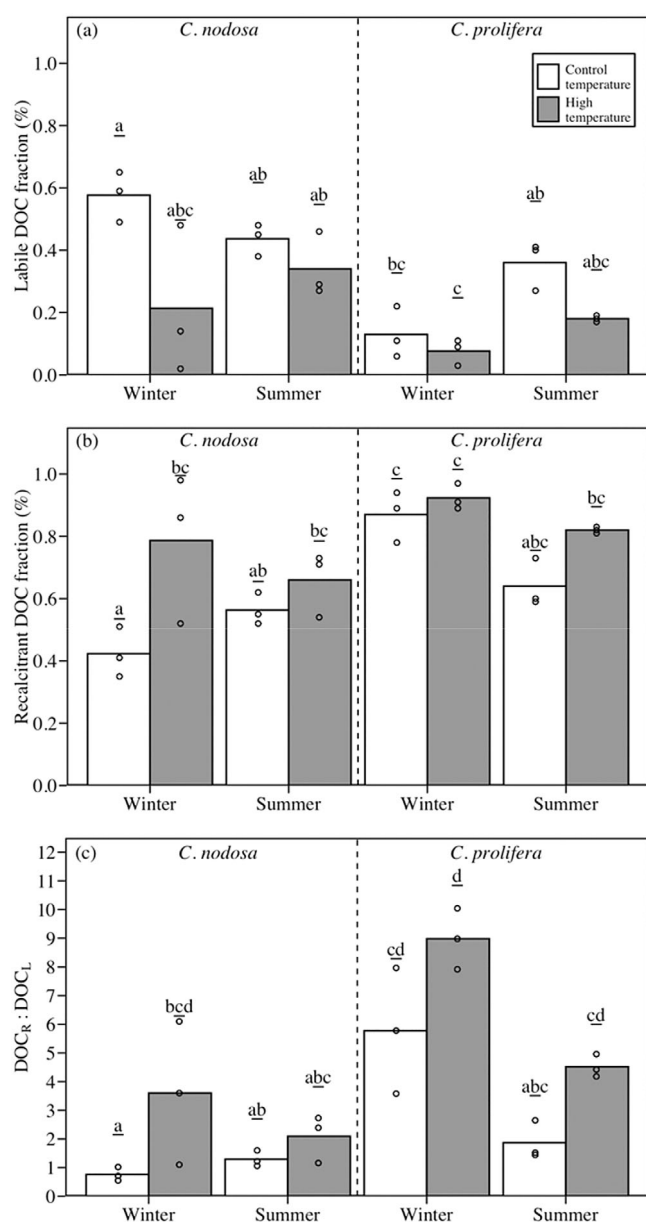 (a) C. nodosa C. prolifera
Control temperature
High temperature
Labile DOC fraction (%)
1.0
0.8
0.6
0.4
0.2
0.0
a
abc
ab
ab
bc
c
ab
abc
Winter Summer Winter Summer
(b) C. nodosa C. prolifera
Recalcitrant DOC fraction (%)
1.0
0.8
0.6
0.4
0.2
0.0
a
bc
ab
bc
c
c
abc
bc
Winter Summer Winter Summer
(c) C. nodosa C. prolifera
DOC_R : DOC_L
12
11
10
9
8
7
6
5
4
3
2
1
0
a
bcd
ab
abc
cd
d
abc
cd
Winter Summer Winter Summer